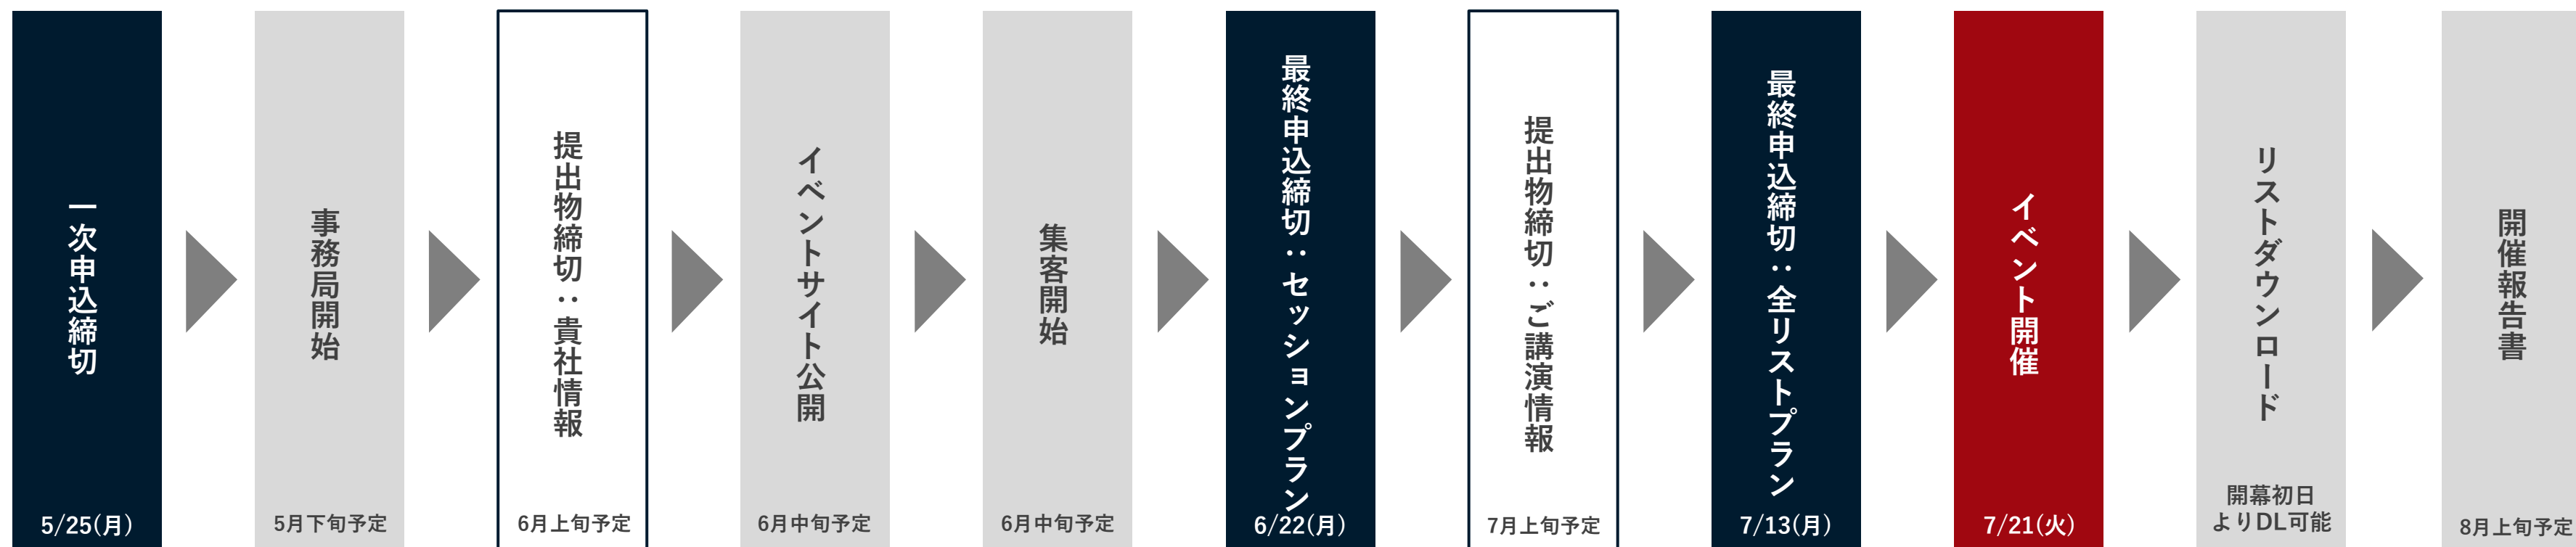 一次申込締切
5/25(月)
事務局開始
5月下旬予定
提出物締切：貴社情報
6月上旬予定
イベントサイト公開
6月中旬予定
集客開始
6月中旬予定
最終申込締切：セッションプラン
6/22(月)
提出物締切：ご講演情報
7月上旬予定
最終申込締切：全リストプラン
7/13(月)
イベント開催
7/21(火)
リストダウンロード
開幕初日
よりDL可能
開催報告書
8月上旬予定